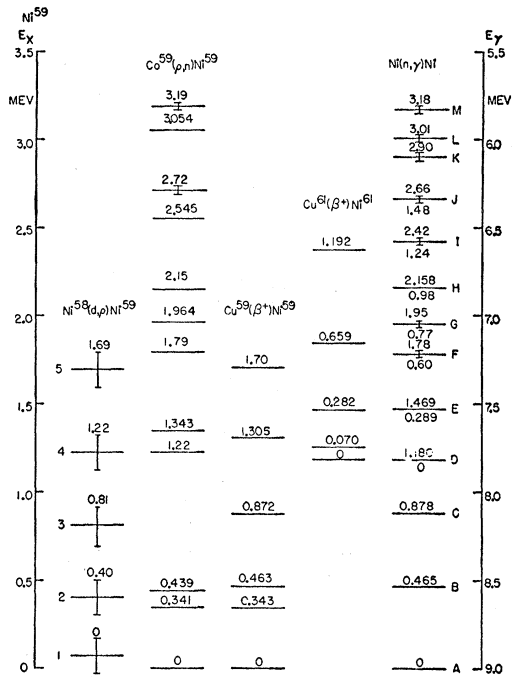 Ni⁵⁹
Eₓ
3.5
MEV
3.0
2.5
2.0
1.5
1.0
0.5
0
Ni⁵⁸(d,p)Ni⁵⁹
1.69
5
1.22
4
0.81
3
0.40
2
0
1
Co⁵⁹(p,n)Ni⁵⁹
3.19
3.054
2.72
2.545
2.15
1.964
1.79
1.343
1.22
0.439
0.341
0
Cu⁵⁹(β+)Ni⁵⁹
1.70
1.305
0.872
0.463
0.343
0
Cu⁶¹(β+)Ni⁶¹
1.192
0.659
0.282
0.070
0
Ni(n,γ)Ni
3.18 M
3.01 L
2.90 K
2.66 J
1.48
2.42 I
1.24
2.158 H
0.98
1.95 G
0.77
1.78 F
0.60
1.469 E
0.289
1.180 D
0
0.878 C
0.465 B
0 A
Eγ
5.5
MEV
6.0
6.5
7.0
7.5
8.0
8.5
9.0